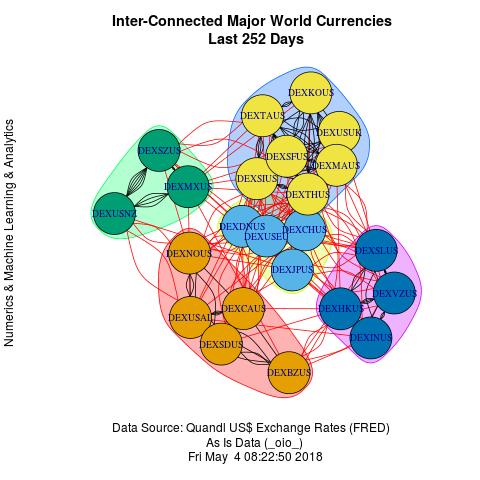 Inter-Connected Major World Currencies
Last 252 Days
Numerics & Machine Learning & Analytics
DEXKOUS
DEXTAUS
DEXUSUK
DEXSFUS
DEXMAUS
DEXSIUS
DEXTHUS
DEXSZUS
DEXMXUS
DEXUSNZ
DEXDNUS
DEXUSEU
DEXCHUS
DEXJPUS
DEXNOUS
DEXUSAL
DEXCAUS
DEXSDUS
DEXBZUS
DEXSLUS
DEXVZUS
DEXHKUS
DEXINUS
Data Source: Quandl US$ Exchange Rates (FRED)
As Is Data (_oio_)
Fri May  4 08:22:50 2018